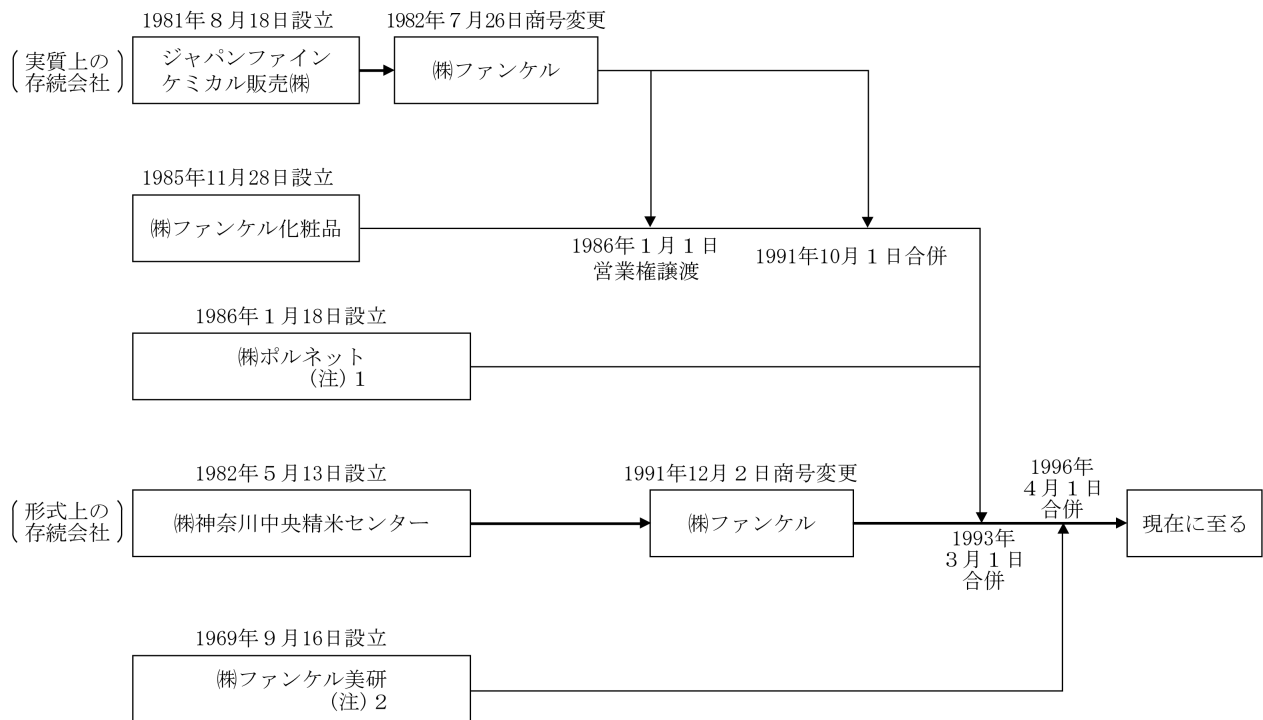 1981年８月18日設立
1982年７月26日商号変更
実質上の
存続会社
ジャパンファイン
ケミカル販売㈱
㈱ファンケル
1985年11月28日設立
㈱ファンケル化粧品
1986年１月１日
営業権譲渡
1991年10月１日合併
1986年１月18日設立
㈱ポルネット
（注）１
1982年５月13日設立
1991年12月２日商号変更
1996年
４月１日
合併
形式上の
存続会社
㈱神奈川中央精米センター
㈱ファンケル
現在に至る
1993年
３月１日
合併
1969年９月16日設立
㈱ファンケル美研
（注）２